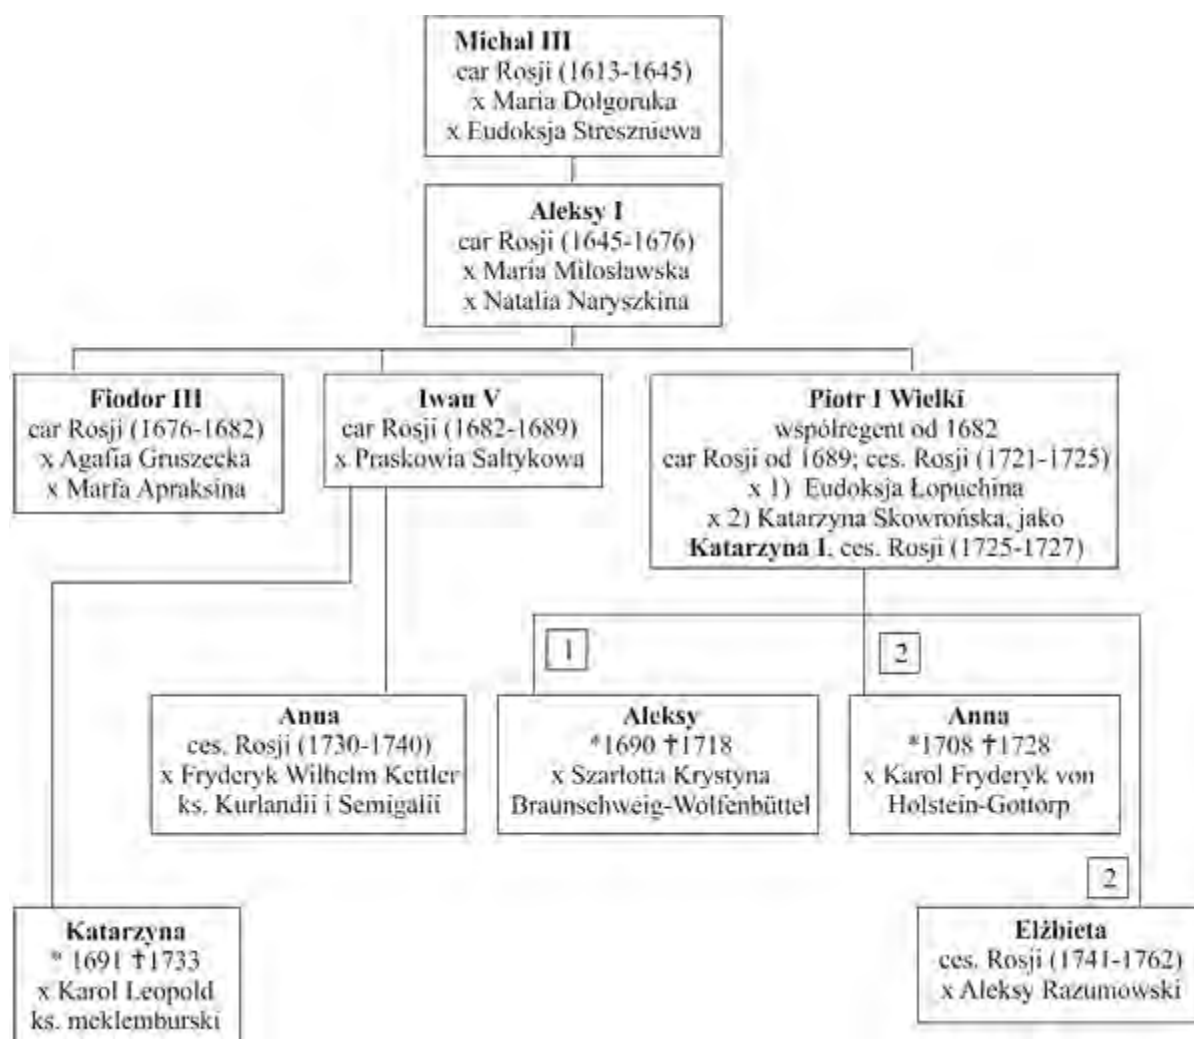 Michał III
car Rosji (1613-1645)
x Maria Dołgoruka
x Eudoksja Streszniewa
Aleksy I
car Rosji (1645-1676)
x Maria Miłosławska
x Natalia Naryszkina
Fiodor III
car Rosji (1676-1682)
x Agafia Gruszecka
x Marfa Apraksina
Iwan V
car Rosji (1682-1689)
x Praskowia Sałtykowa
Piotr I Wielki
współregent od 1682
car Rosji od 1689; ces. Rosji (1721-1725)
x 1) Eudoksja Łopuchina
x 2) Katarzyna Skowrońska, jako
Katarzyna I, ces. Rosji (1725-1727)
1
2
Anna
ces. Rosji (1730-1740)
x Fryderyk Wilhelm Kettler
ks. Kurlandii i Semigalii
Aleksy
*1690 †1718
x Szarlotta Krystyna
Braunschweig-Wolfenbüttel
Anna
*1708 †1728
x Karol Fryderyk von
Holstein-Gottorp
2
Katarzyna
* 1691 †1733
x Karol Leopold
ks. meklemburski
Elżbieta
ces. Rosji (1741-1762)
x Aleksy Razumowski